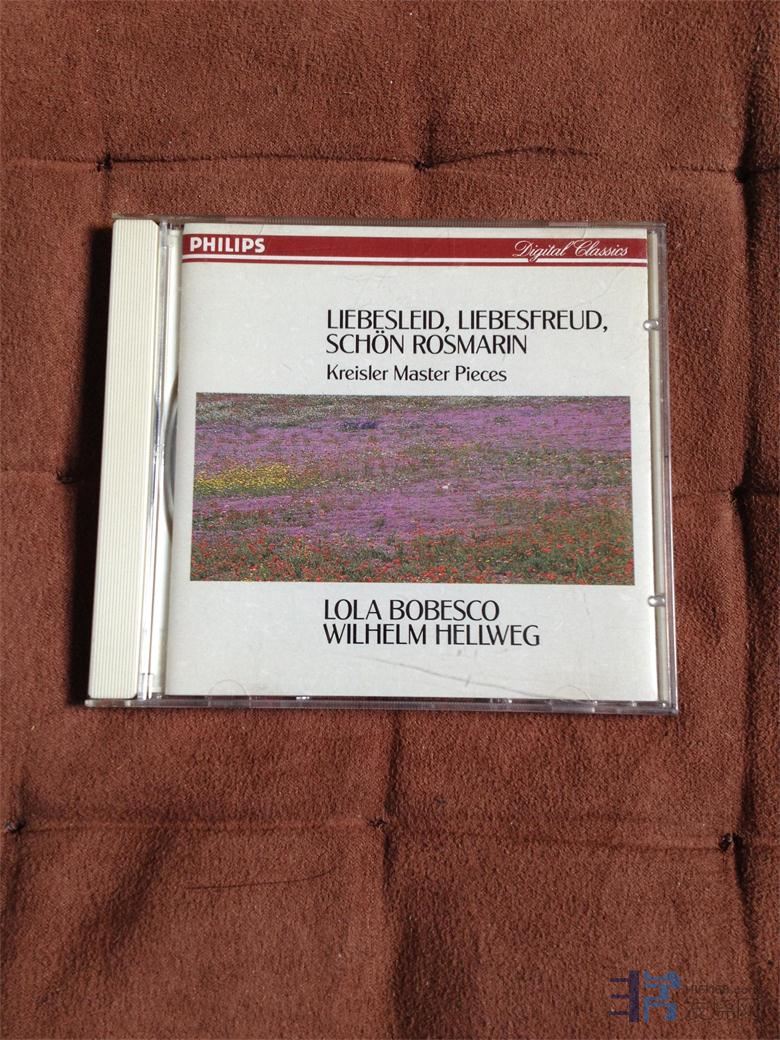 PHILIPS
Digital Classics
LIEBESLEID, LIEBESFREUD,
SCHÖN ROSMARIN
Kreisler Master Pieces
LOLA BOBESCO
WILHELM HELLWEG